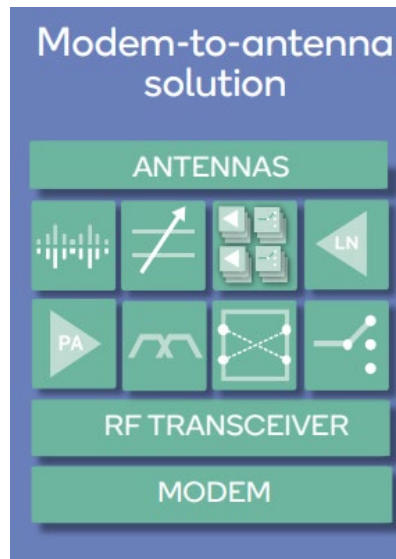 Modem-to-antenna
solution
ANTENNAS
LN
PA
RF TRANSCEIVER
MODEM